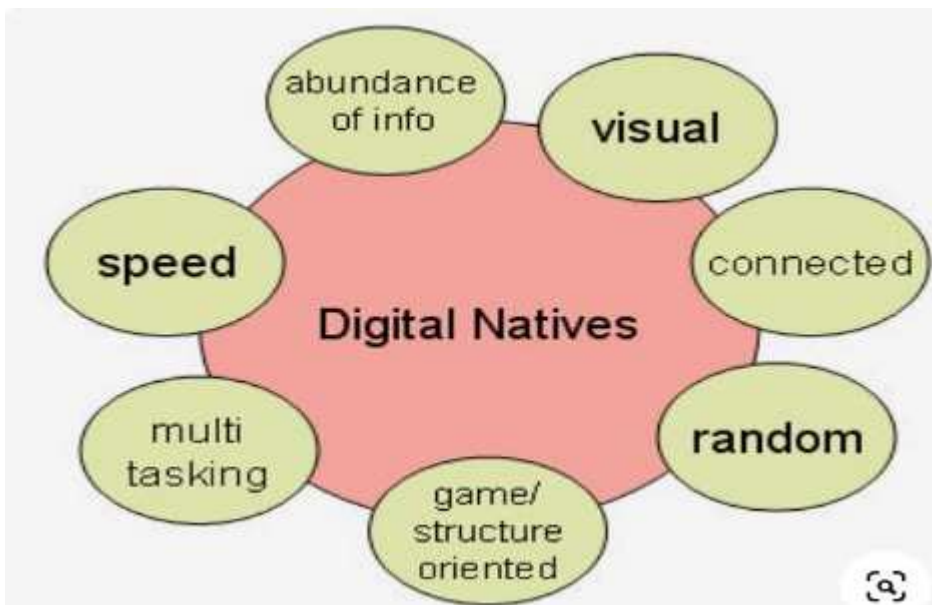 abundance
of info
visual
speed
connected
Digital Natives
multi
tasking
random
game/
structure
oriented